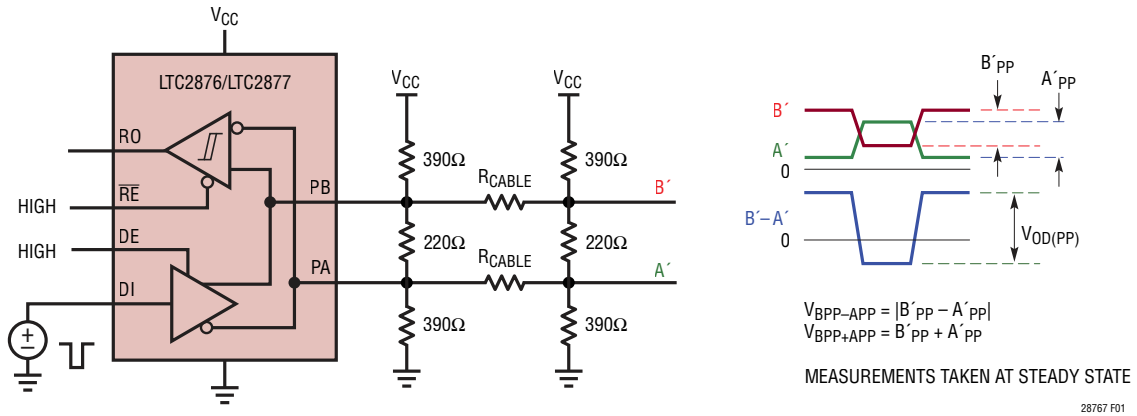 VCC
LTC2876/LTC2877
RO
RE
HIGH
DE
HIGH
DI
+
−
PB
PA
VCC
VCC
390Ω
390Ω
RCABLE
B´
220Ω
220Ω
RCABLE
A´
390Ω
390Ω
B´PP
A´PP
B´
A´
0
B´–A´
0
VOD(PP)
VBPP–APP = |B´PP – A´PP|
VBPP+APP = B´PP + A´PP
MEASUREMENTS TAKEN AT STEADY STATE
28767 F01